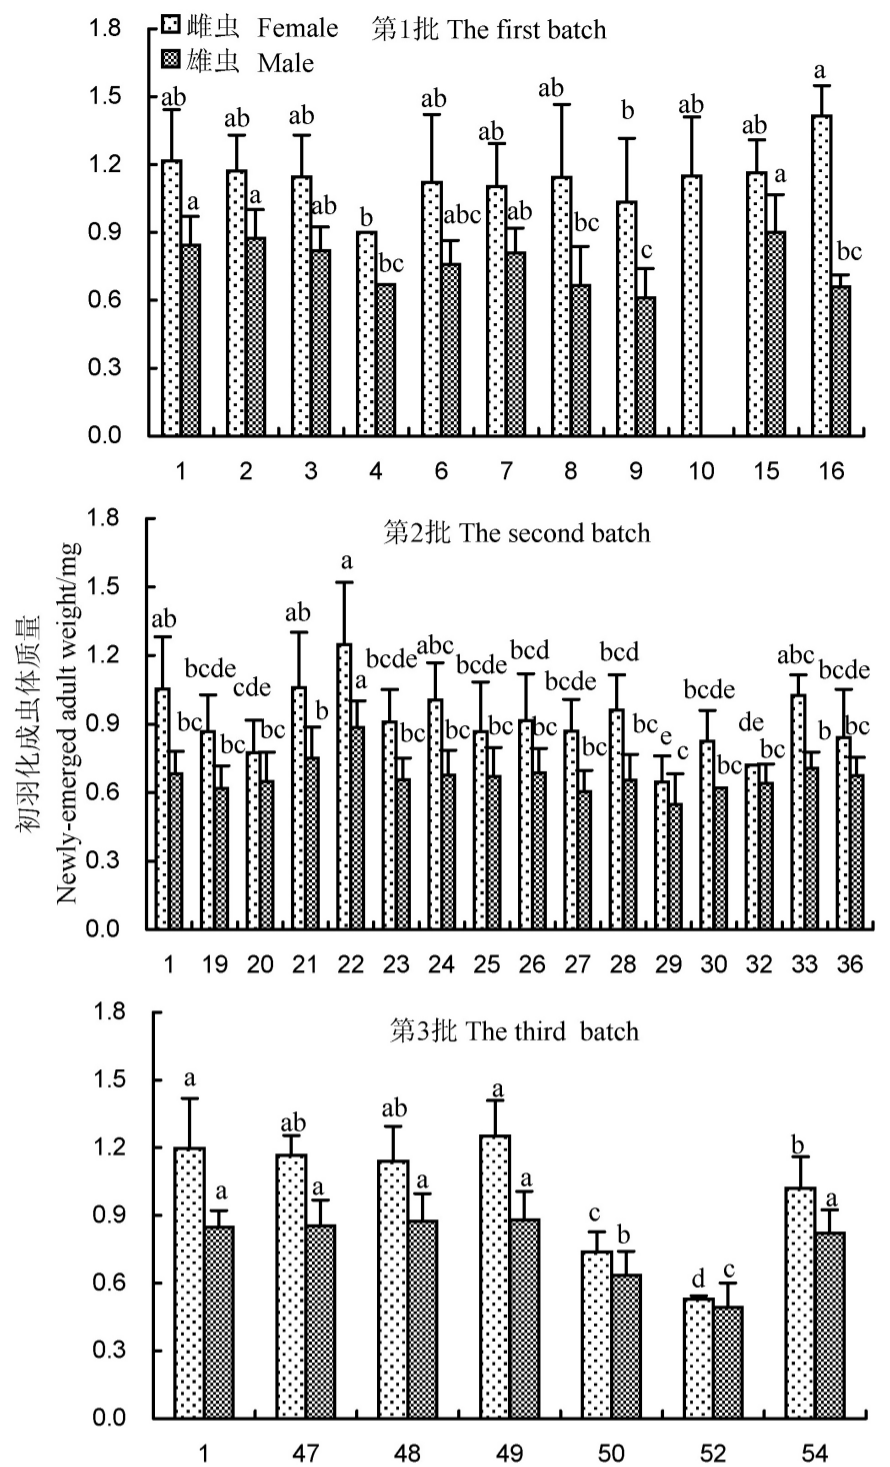 1.8
雌虫 Female 第1批 The first batch
雄虫 Male
1.5
ab ab ab ab ab ab b ab ab a
1.2
a a ab b bc abc ab bc c a bc
0.9
0.6
0.3
0.0
1 2 3 4 6 7 8 9 10 15 16
初羽化成虫体质量
Newly-emerged adult weight/mg
1.8
第2批 The second batch
1.5
ab bcde cde ab a bcde abc bcde bcd bcde bcd e bcde de abc bcde
1.2
bc bc bc b a bc bc bc bc bc bc c bc bc b bc
0.9
0.6
0.3
0.0
1 19 20 21 22 23 24 25 26 27 28 29 30 32 33 36
1.8
第3批 The third batch
1.5
a ab ab a c d b
1.2
a a a a b c a
0.9
0.6
0.3
0.0
1 47 48 49 50 52 54